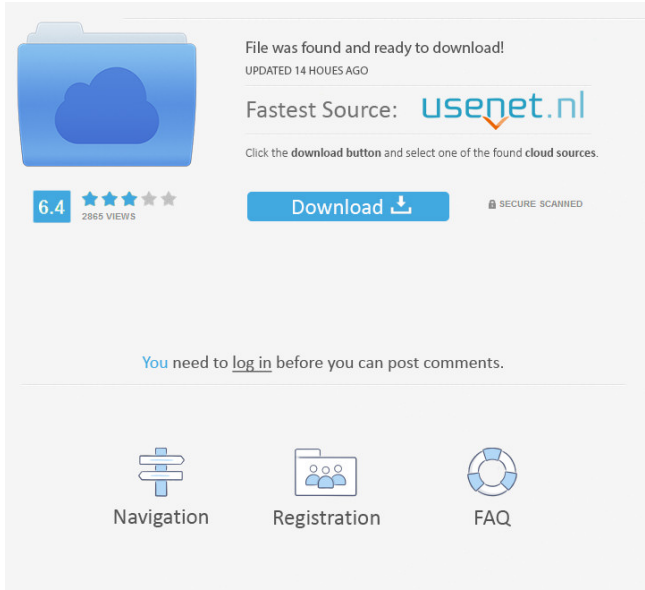 File was found and ready to download!
UPDATED 14 HOUES AGO
Fastest Source: usenet.nl
Click the download button and select one of the found cloud sources.
6.4
2865 VIEWS
Download
SECURE SCANNED
You need to log in before you can post comments.
Navigation
Registration
FAQ